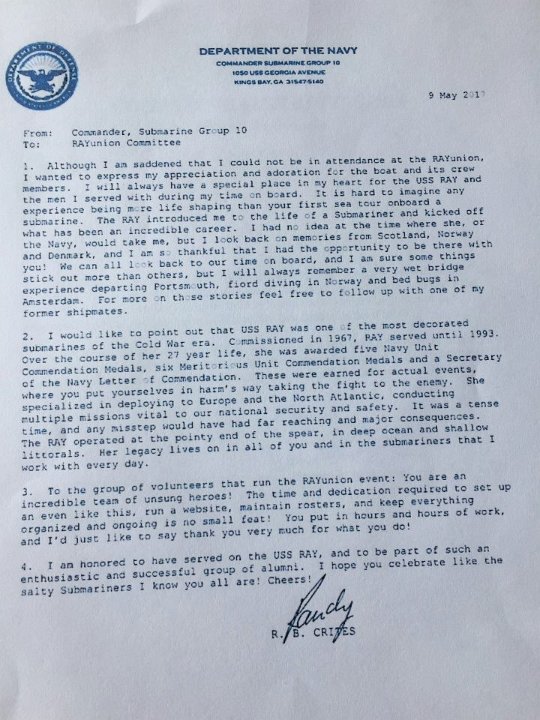 DEPARTMENT OF DEFENSE
DEPARTMENT OF THE NAVY
COMMANDER SUBMARINE GROUP 10
1050 USS GEORGIA AVENUE
KINGS BAY, GA 31547-5140
9 May 2017
From: Commander, Submarine Group 10
To: RAYunion Committee
1. Although I am saddened that I could not be in attendance at the RAYunion,
I wanted to express my appreciation and adoration for the boat and its crew
members. I will always have a special place in my heart for the USS RAY and
the men I served with during my time on board. It is hard to imagine any
experience being more life shaping than your first sea tour onboard a
submarine. The RAY introduced me to the life of a Submariner and kicked off
what has been an incredible career. I had no idea at the time where she, or
the Navy, would take me, but I look back on memories from Scotland, Norway
and Denmark, and I am so thankful that I had the opportunity to be there with
you! We can all look back to our time on board, and I am sure some things
stick out more than others, but I will always remember a very wet bridge
experience departing Portsmouth, fiord diving in Norway and bed bugs in
Amsterdam. For more on those stories feel free to follow up with one of my
former shipmates.
2. I would like to point out that USS RAY was one of the most decorated
submarines of the Cold War era. Commissioned in 1967, RAY served until 1993.
Over the course of her 27 year life, she was awarded five Navy Unit
Commendation Medals, six Meritorious Unit Commendation Medals and a Secretary
of the Navy Letter of Commendation. These were earned for actual events,
where you put yourselves in harm's way taking the fight to the enemy. She
specialized in deploying to Europe and the North Atlantic, conducting
multiple missions vital to our national security and safety. It was a tense
time, and any misstep would have had far reaching and major consequences.
The RAY operated at the pointy end of the spear, in deep ocean and shallow
littorals. Her legacy lives on in all of you and in the submariners that I
work with every day.
3. To the group of volunteers that run the RAYunion event: You are an
incredible team of unsung heroes! The time and dedication required to set up
an even like this, run a website, maintain rosters, and keep everything
organized and ongoing is no small feat! You put in hours and hours of work,
and I'd just like to say thank you very much for what you do!
4. I am honored to have served on the USS RAY, and to be part of such an
enthusiastic and successful group of alumni. I hope you celebrate like the
salty Submariners I know you all are! Cheers!
Randy
R. B. CRITES